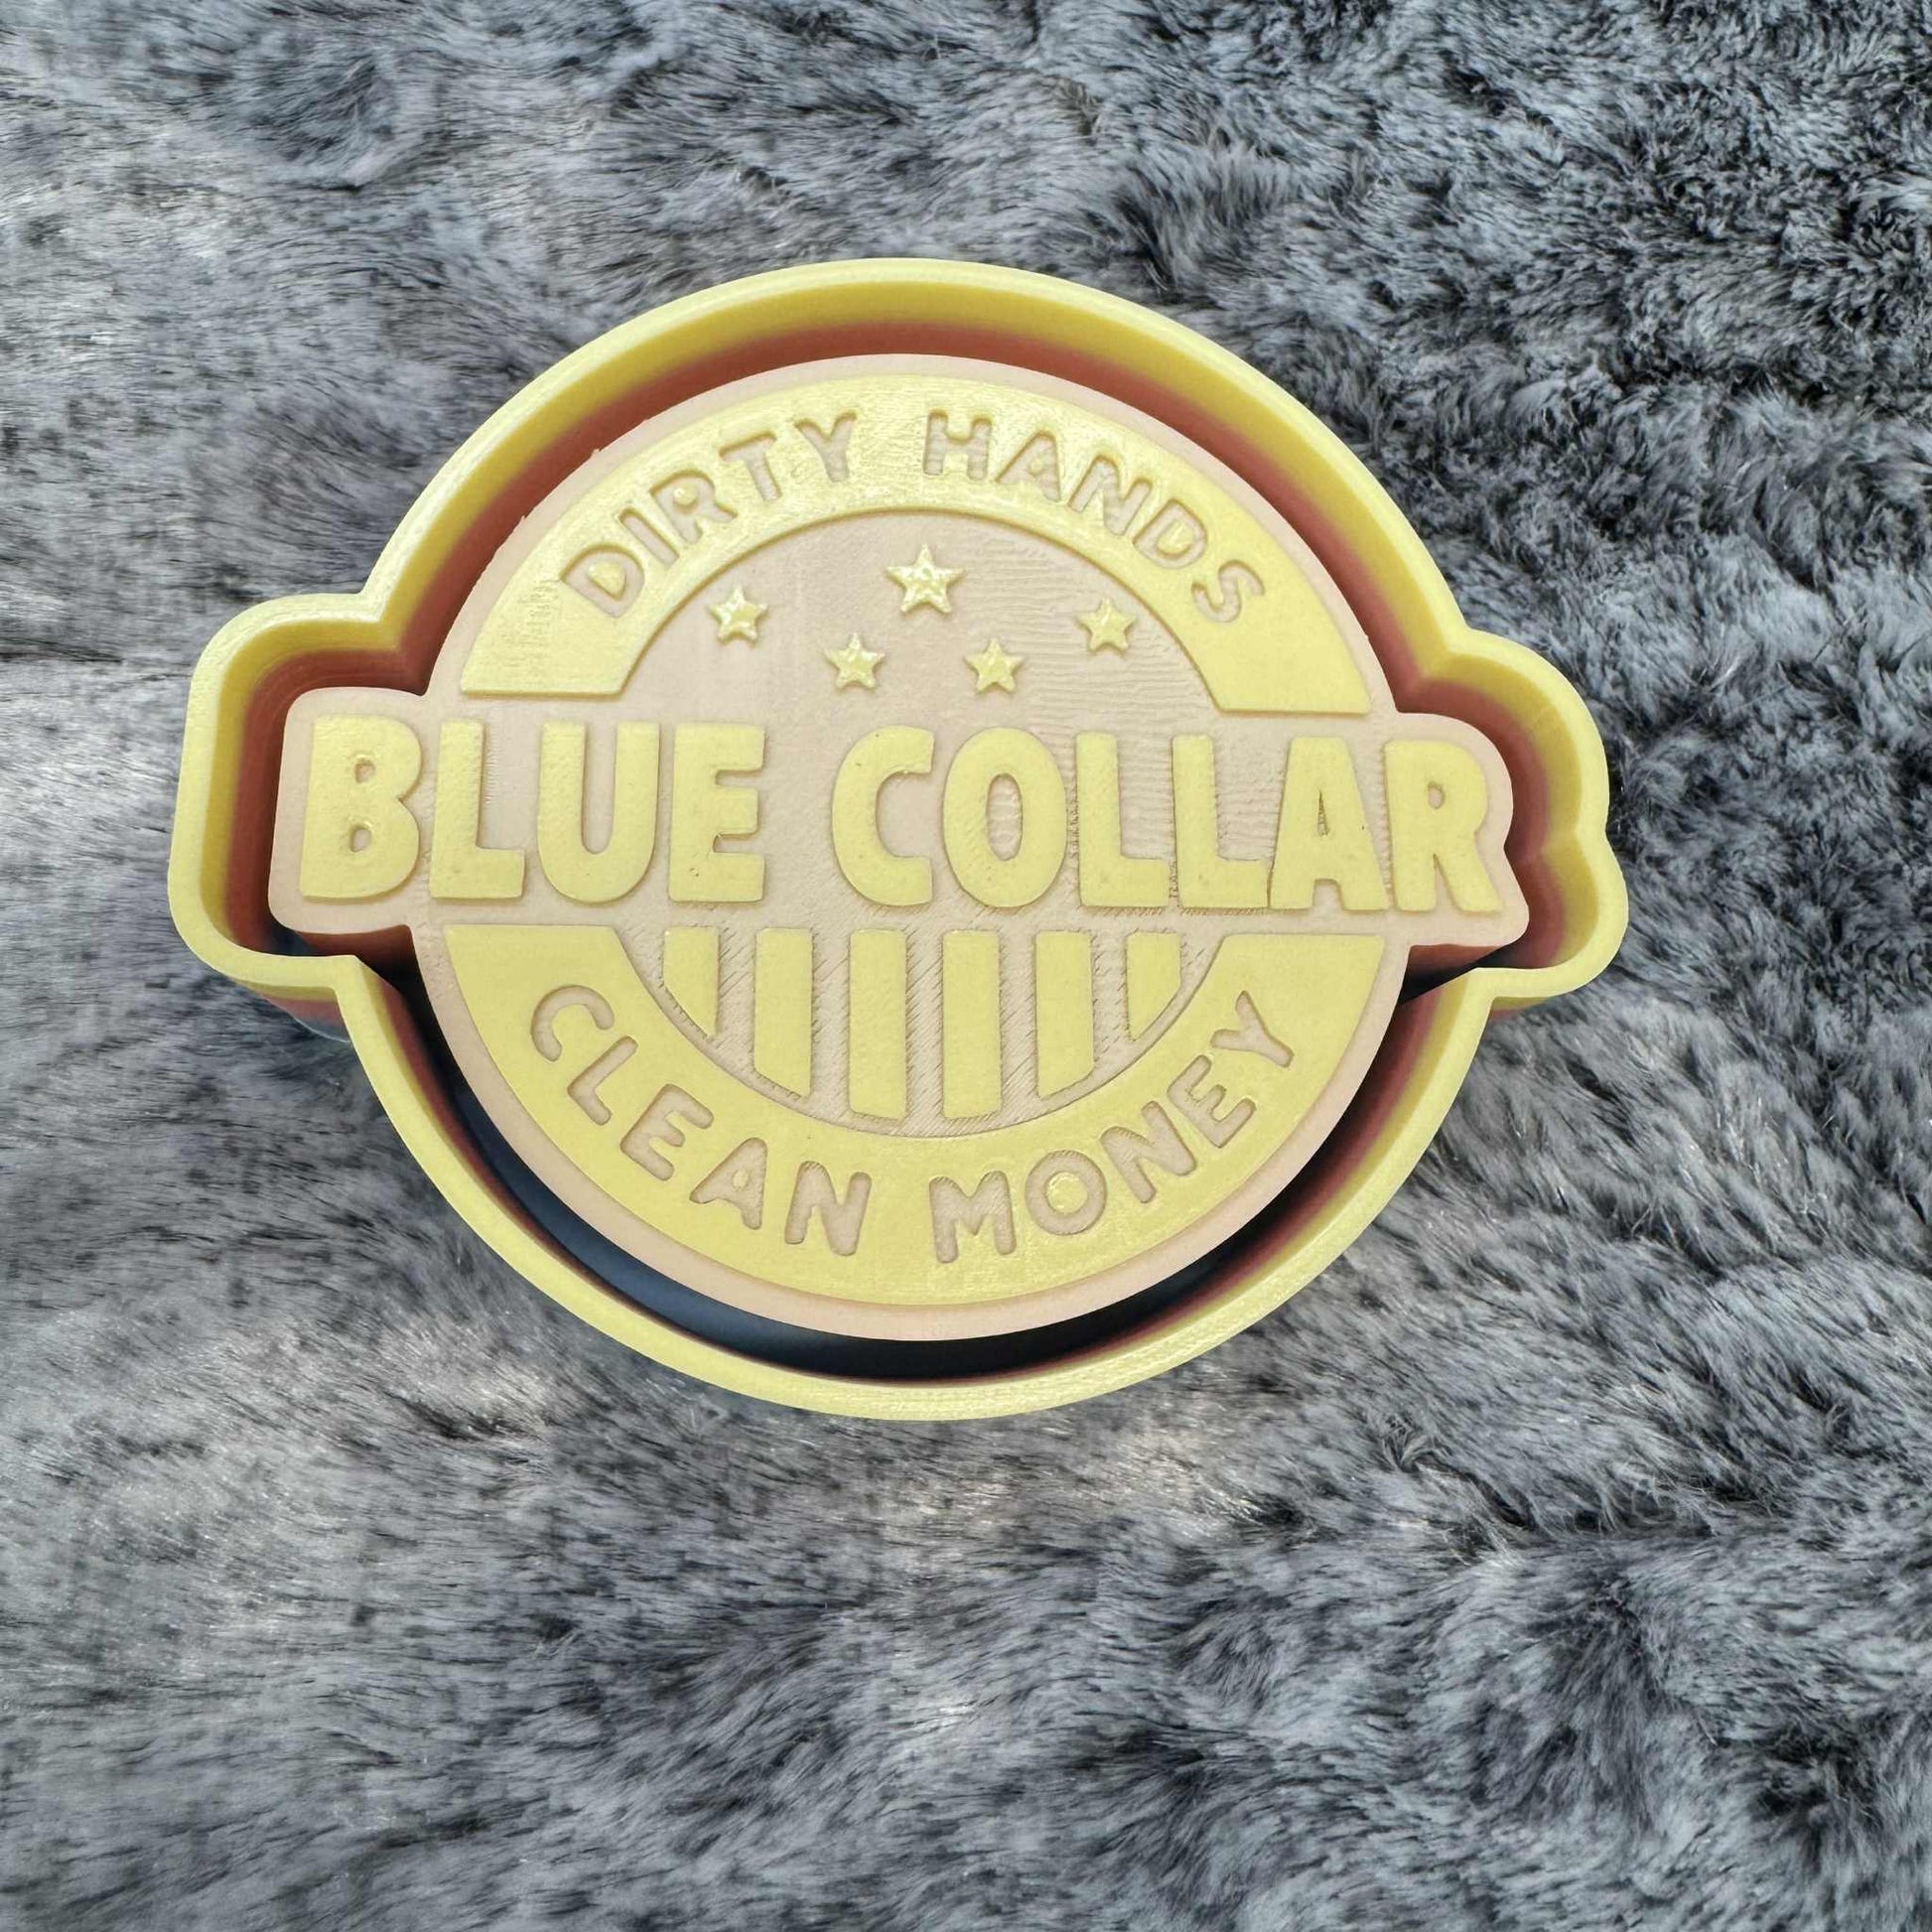 DIRTY HANDS
BLUE COLLAR
CLEAN MONEY